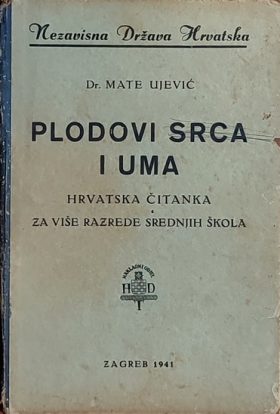 Nezavisna Država Hrvatska
Dr. MATE UJEVIĆ
PLODOVI SRCA
I UMA
HRVATSKA ČITANKA
ZA VIŠE RAZREDE SREDNJIH ŠKOLA
H D
ZAGREB 1941